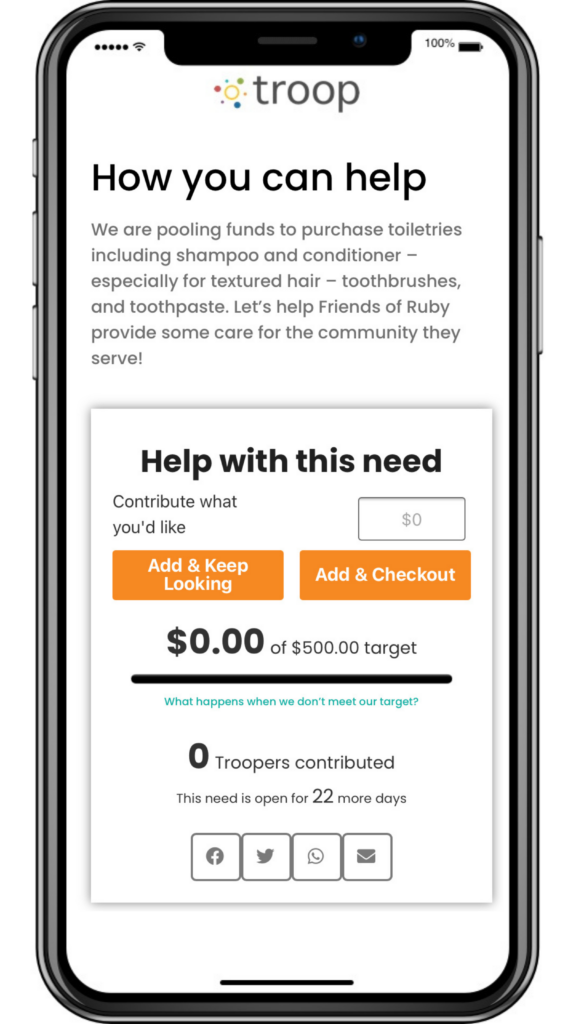 100%
troop
How you can help
We are pooling funds to purchase toiletries
including shampoo and conditioner –
especially for textured hair – toothbrushes,
and toothpaste. Let’s help Friends of Ruby
provide some care for the community they
serve!
Help with this need
Contribute what
you'd like
$0
Add & Keep
Looking
Add & Checkout
$0.00 of $500.00 target
What happens when we don’t meet our target?
0 Troopers contributed
This need is open for 22 more days